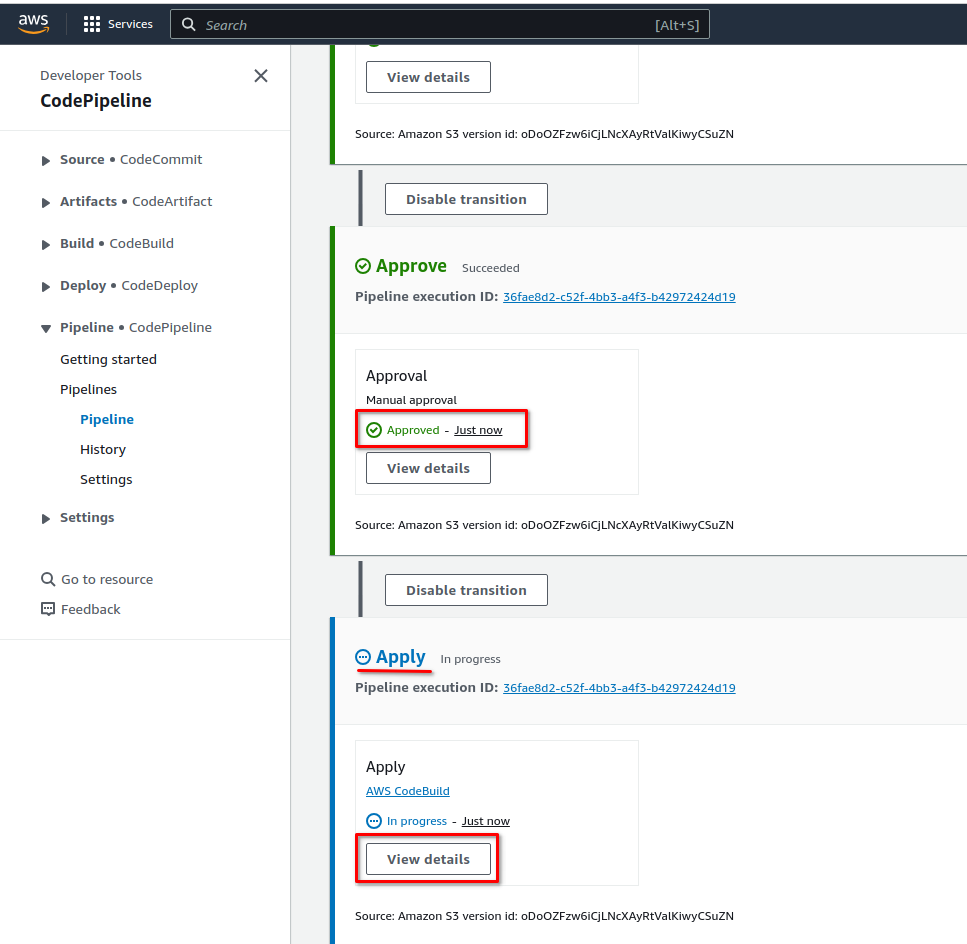 aws
Services
Search
[Alt+S]
Developer Tools
CodePipeline
Source • CodeCommit
Artifacts • CodeArtifact
Build • CodeBuild
Deploy • CodeDeploy
Pipeline • CodePipeline
Getting started
Pipelines
Pipeline
History
Settings
Settings
Go to resource
Feedback
View details
Source: Amazon S3 version id: oDoOZFzw6iCjLNcXAyRtValKiwyCSuZN
Disable transition
Approve Succeeded
Pipeline execution ID: 36fae8d2-c52f-4bb3-a4f3-b42972424d19
Approval
Manual approval
Approved - Just now
View details
Source: Amazon S3 version id: oDoOZFzw6iCjLNcXAyRtValKiwyCSuZN
Disable transition
Apply In progress
Pipeline execution ID: 36fae8d2-c52f-4bb3-a4f3-b42972424d19
Apply
AWS CodeBuild
In progress - Just now
View details
Source: Amazon S3 version id: oDoOZFzw6iCjLNcXAyRtValKiwyCSuZN